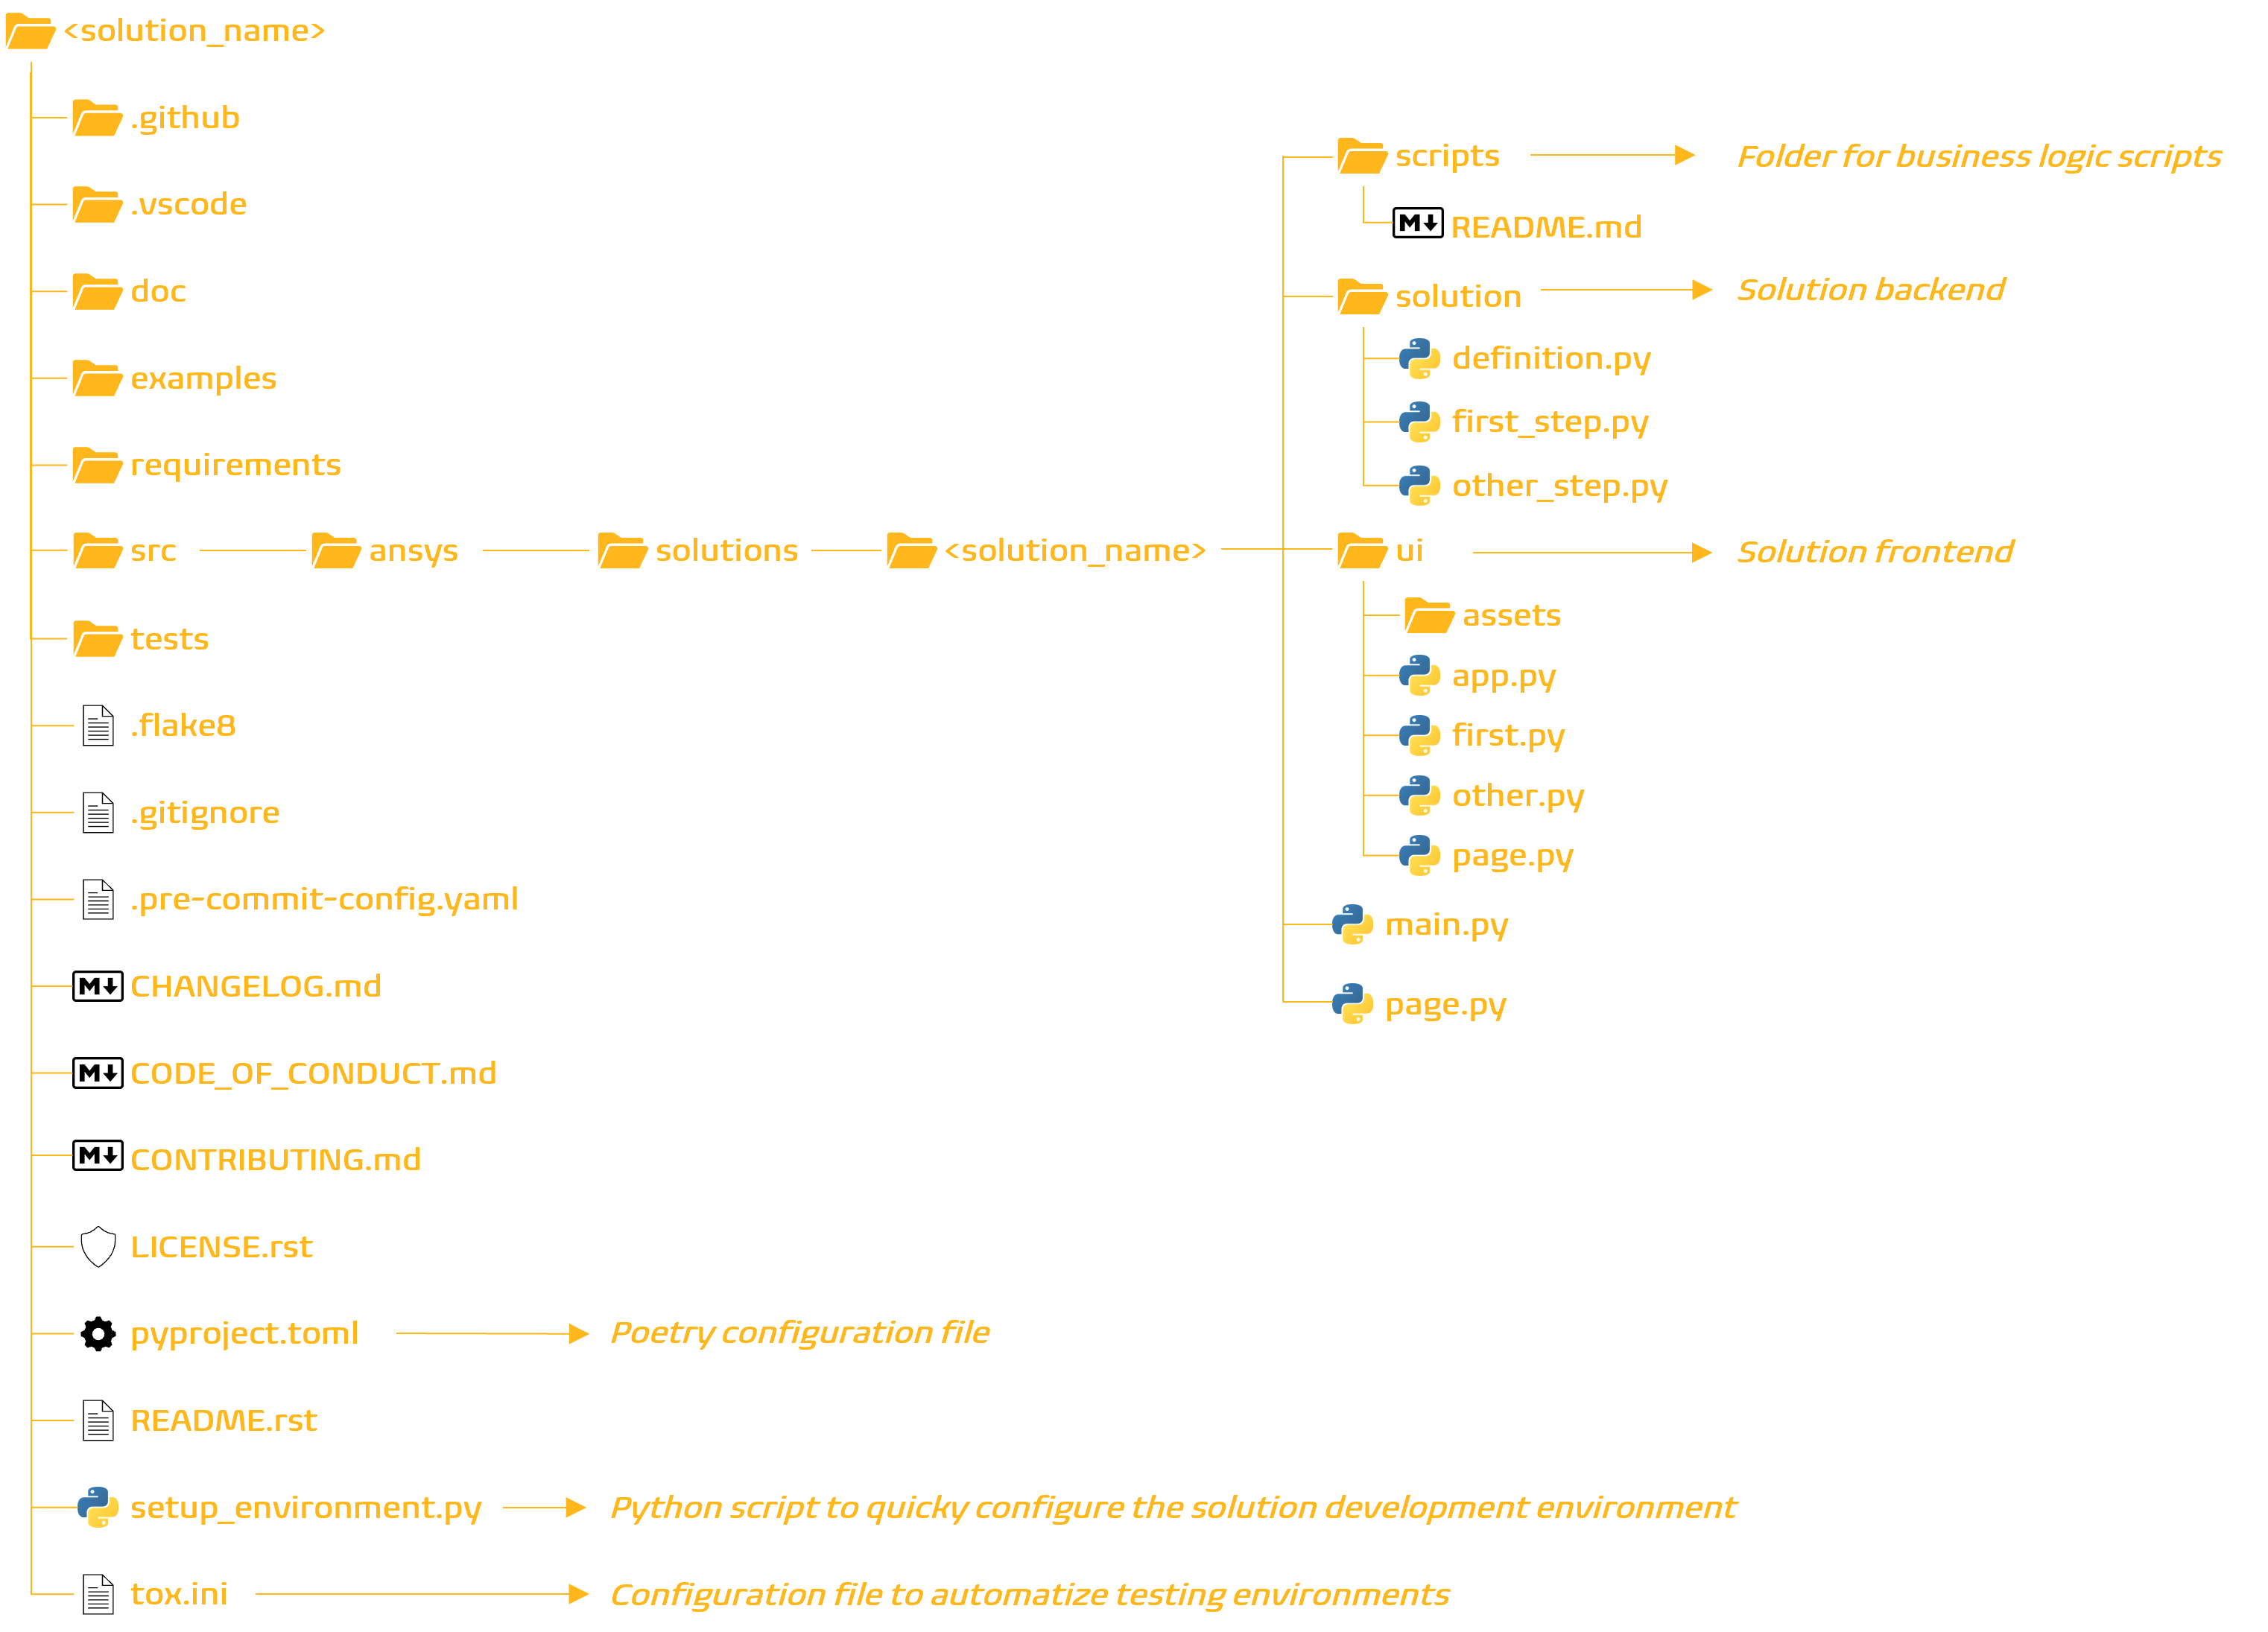 <solution_name>
.github
.vscode
doc
examples
requirements
src
ansys
solutions
<solution_name>
scripts
Folder for business logic scripts
README.md
solution
Solution backend
definition.py
first_step.py
other_step.py
ui
Solution frontend
assets
app.py
first.py
other.py
page.py
main.py
page.py
tests
.flake8
.gitignore
.pre-commit-config.yaml
CHANGELOG.md
CODE_OF_CONDUCT.md
CONTRIBUTING.md
LICENSE.rst
pyproject.toml
Poetry configuration file
README.rst
setup_environment.py
Python script to quicky configure the solution development environment
tox.ini
Configuration file to automatize testing environments